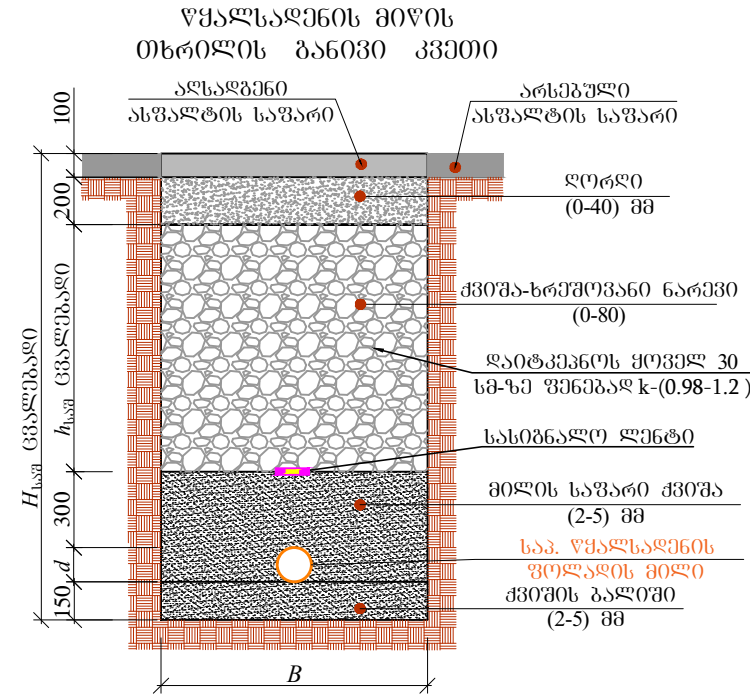 წყალსადენის მიწის
თხრილის განივი კვეთი
აღსადგენი
ასფალტის საფარი
არსებული
ასფალტის საფარი
100
ღორღი
(0-40) მმ
200
ქვიშა-ხრეშოვანი ნარევი
(0-80)
დაიტკეპნოს ყოველ 30
სმ-ზე ფენებად k-(0.98-1.2 )
Hსაშ ცვალებადი
hსაშ ცვალებადი
სასიგნალო ლენტი
მილის საფარი ქვიშა
(2-5) მმ
300
საპ. წყალსადენის
ფოლადის მილი
d
ქვიშის ბალიში
(2-5) მმ
150
B